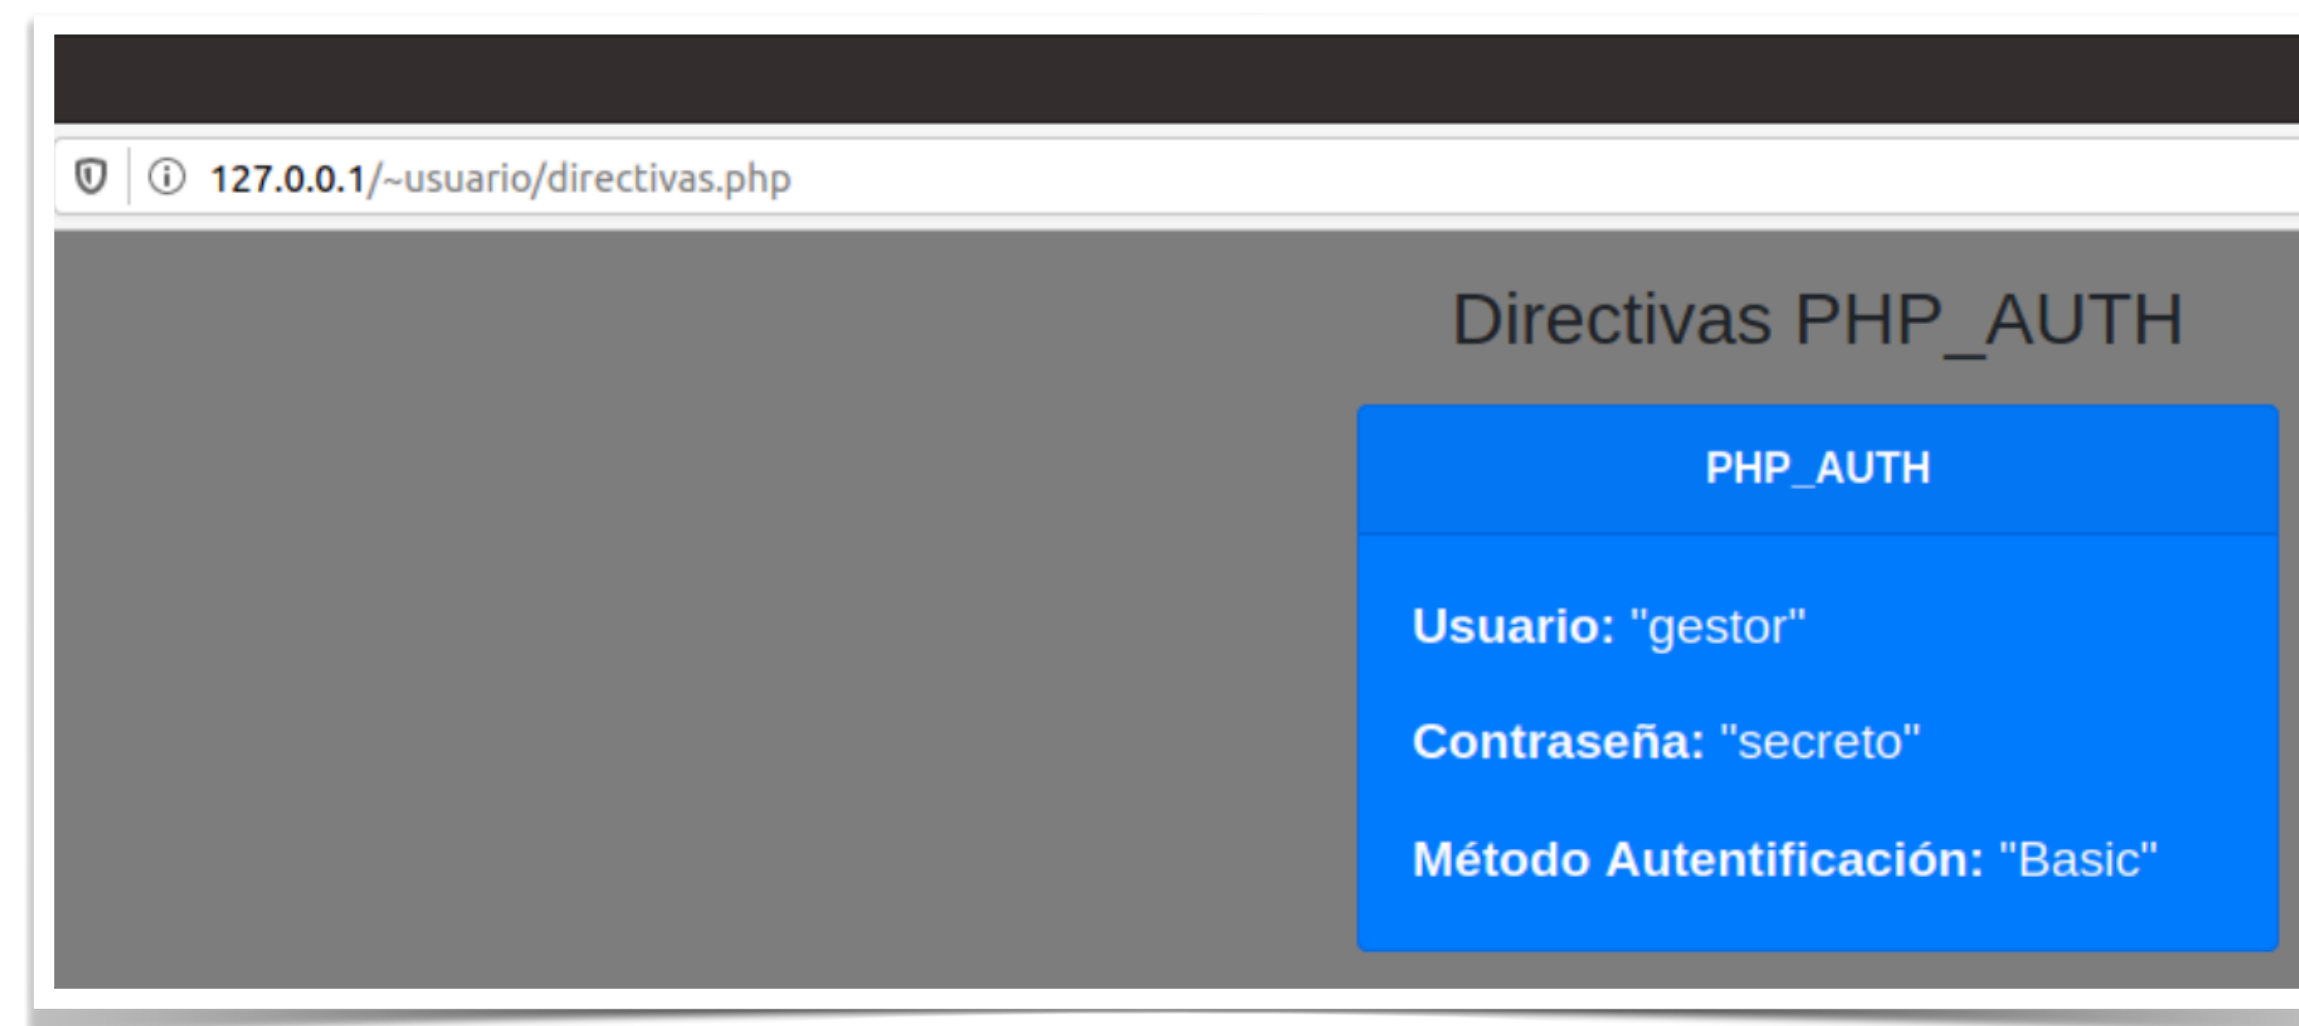 127.0.0.1/~usuario/directivas.php
Directivas PHP_AUTH
PHP_AUTH
Usuario: "gestor"
Contraseña: "secreto"
Método Autentificación: "Basic"